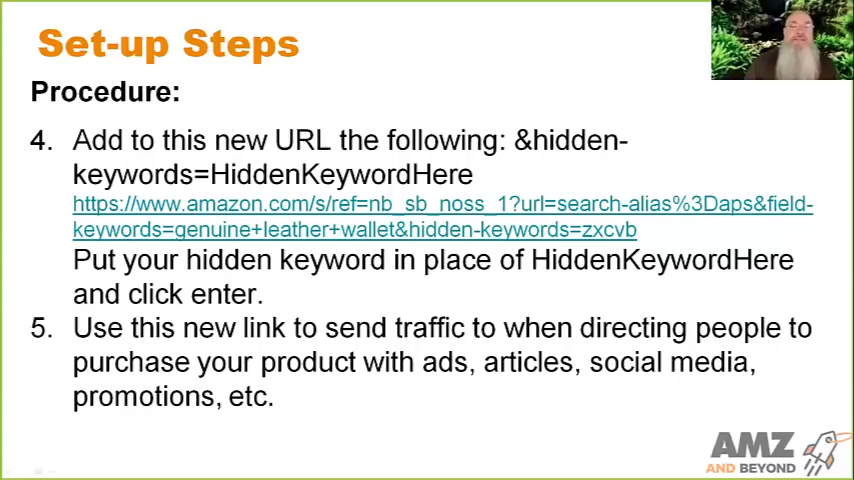 Set-up Steps
Procedure:
4. Add to this new URL the following: &hidden-
keywords=HiddenKeywordHere
https://www.amazon.com/s/ref=nb_sb_noss_1?url=search-alias%3Daps&field-
keywords=genuine+leather+wallet&hidden-keywords=zxcvb
Put your hidden keyword in place of HiddenKeywordHere
and click enter.
5. Use this new link to send traffic to when directing people to
purchase your product with ads, articles, social media,
promotions, etc.
AMZ
AND BEYOND